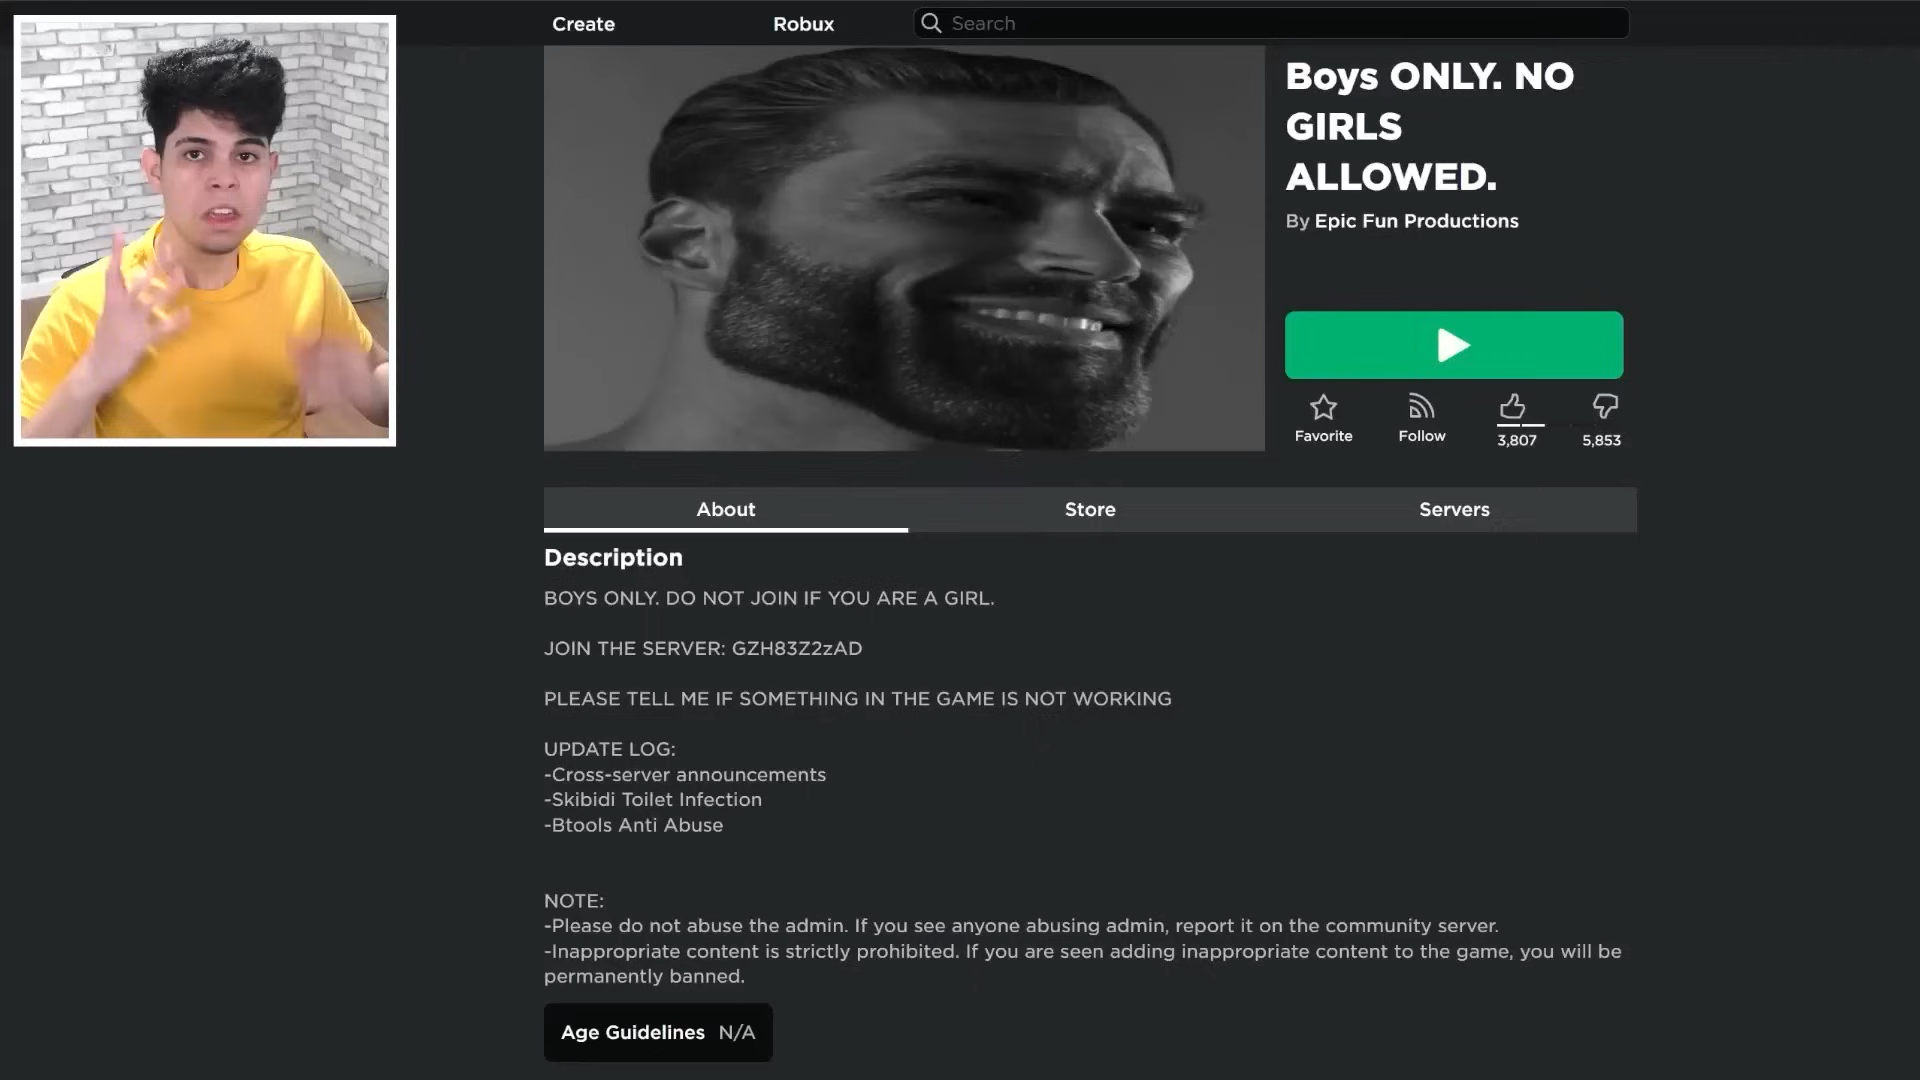 Create Robux Search
Boys ONLY. NO
GIRLS
ALLOWED.
By Epic Fun Productions
Favorite Follow 3,807 5,853
About Store Servers
Description
BOYS ONLY. DO NOT JOIN IF YOU ARE A GIRL.
JOIN THE SERVER: GZH83Z2zAD
PLEASE TELL ME IF SOMETHING IN THE GAME IS NOT WORKING
UPDATE LOG:
-Cross-server announcements
-Skibidi Toilet Infection
-Btools Anti Abuse
NOTE:
-Please do not abuse the admin. If you see anyone abusing admin, report it on the community server.
-Inappropriate content is strictly prohibited. If you are seen adding inappropriate content to the game, you will be
permanently banned.
Age Guidelines N/A